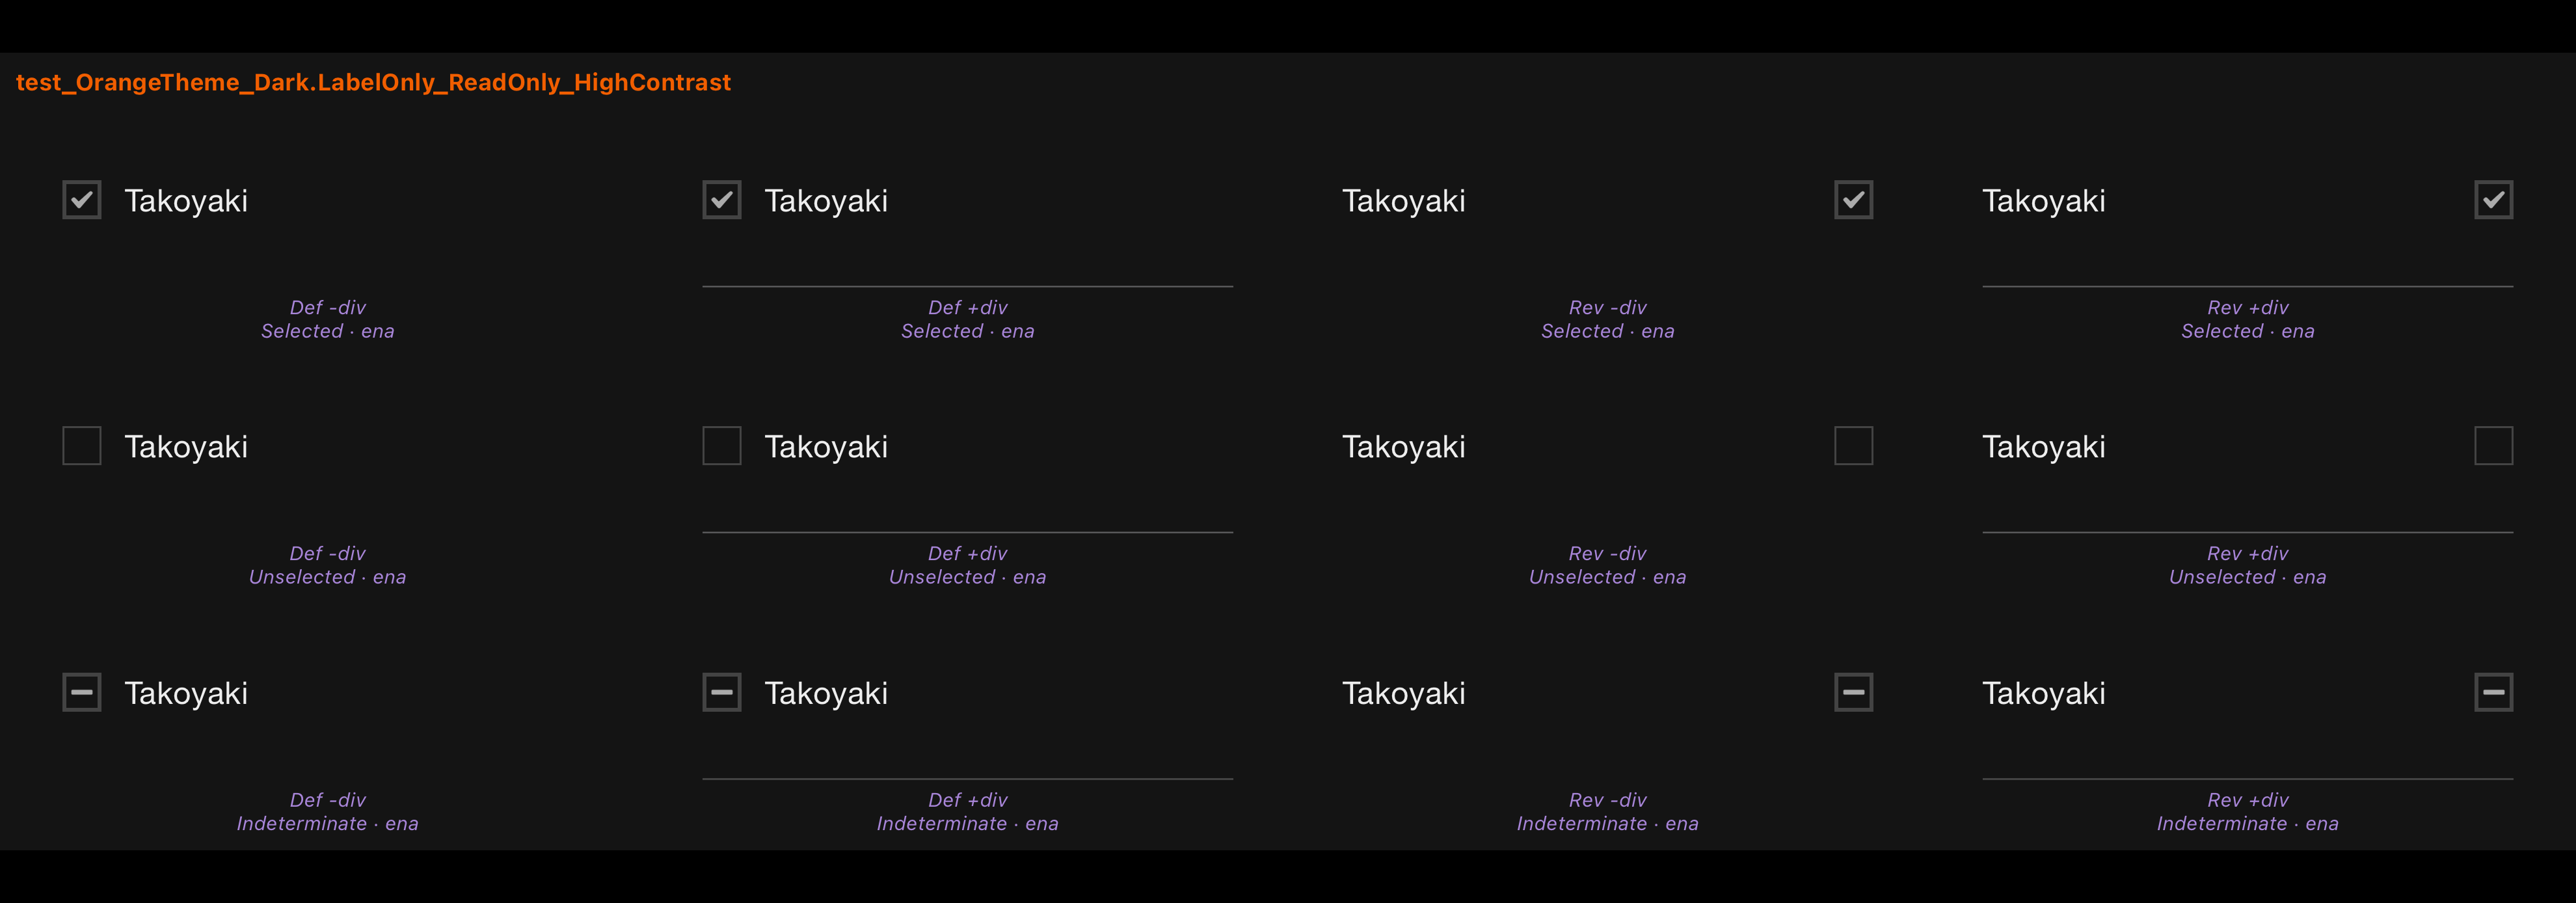 test_OrangeTheme_Dark.LabelOnly_ReadOnly_HighContrast
Takoyaki
Takoyaki
Takoyaki
Takoyaki
Def -div
Selected · ena
Def +div
Selected · ena
Rev -div
Selected · ena
Rev +div
Selected · ena
Takoyaki
Takoyaki
Takoyaki
Takoyaki
Def -div
Unselected · ena
Def +div
Unselected · ena
Rev -div
Unselected · ena
Rev +div
Unselected · ena
Takoyaki
Takoyaki
Takoyaki
Takoyaki
Def -div
Indeterminate · ena
Def +div
Indeterminate · ena
Rev -div
Indeterminate · ena
Rev +div
Indeterminate · ena